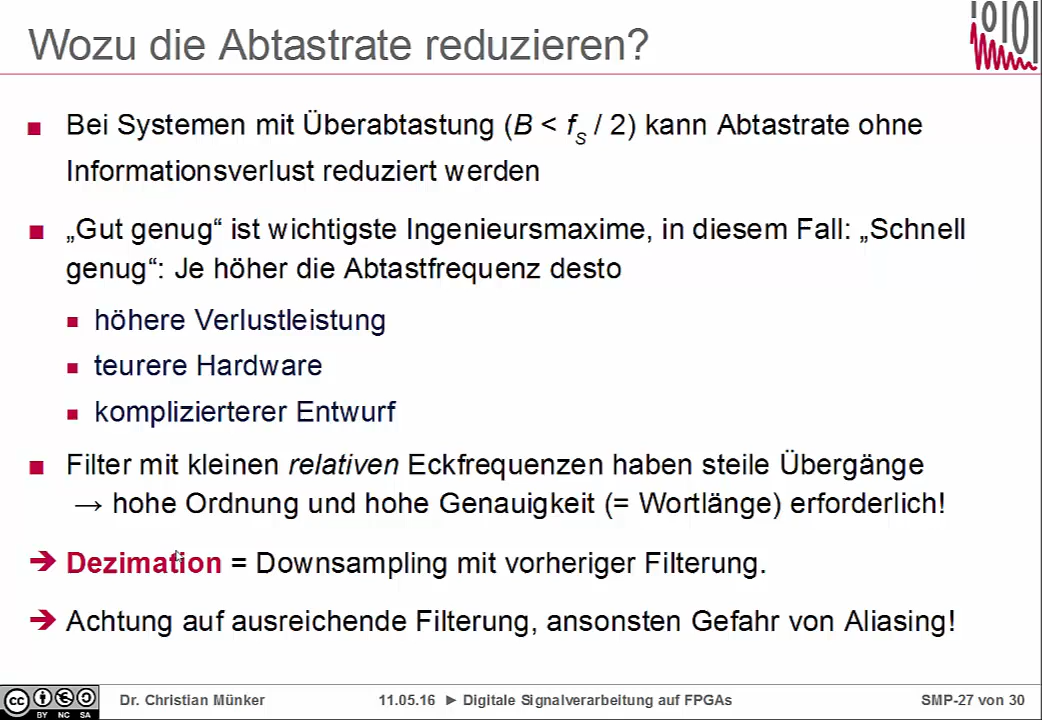 Wozu die Abtastrate reduzieren?
Bei Systemen mit Überabtastung (B < fS / 2) kann Abtastrate ohne
Informationsverlust reduziert werden
„Gut genug“ ist wichtigste Ingenieursmaxime, in diesem Fall: „Schnell
genug“: Je höher die Abtastfrequenz desto
höhere Verlustleistung
teurere Hardware
komplizierterer Entwurf
Filter mit kleinen relativen Eckfrequenzen haben steile Übergänge
→ hohe Ordnung und hohe Genauigkeit (= Wortlänge) erforderlich!
➔ Dezimation = Downsampling mit vorheriger Filterung.
➔ Achtung auf ausreichende Filterung, ansonsten Gefahr von Aliasing!
cc BY NC SA
Dr. Christian Münker 11.05.16 ► Digitale Signalverarbeitung auf FPGAs SMP-27 von 30